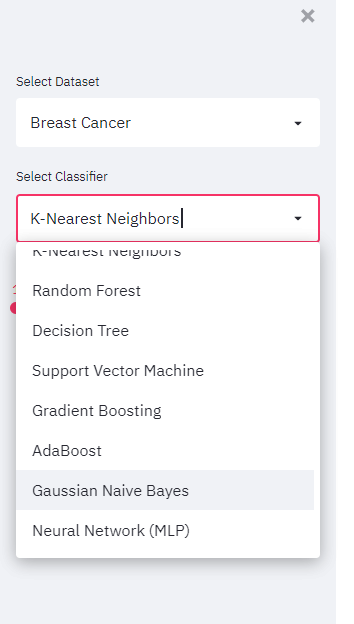 Select Dataset
Breast Cancer
Select Classifier
K-Nearest Neighbors
K-Nearest Neighbors
Random Forest
Decision Tree
Support Vector Machine
Gradient Boosting
AdaBoost
Gaussian Naive Bayes
Neural Network (MLP)